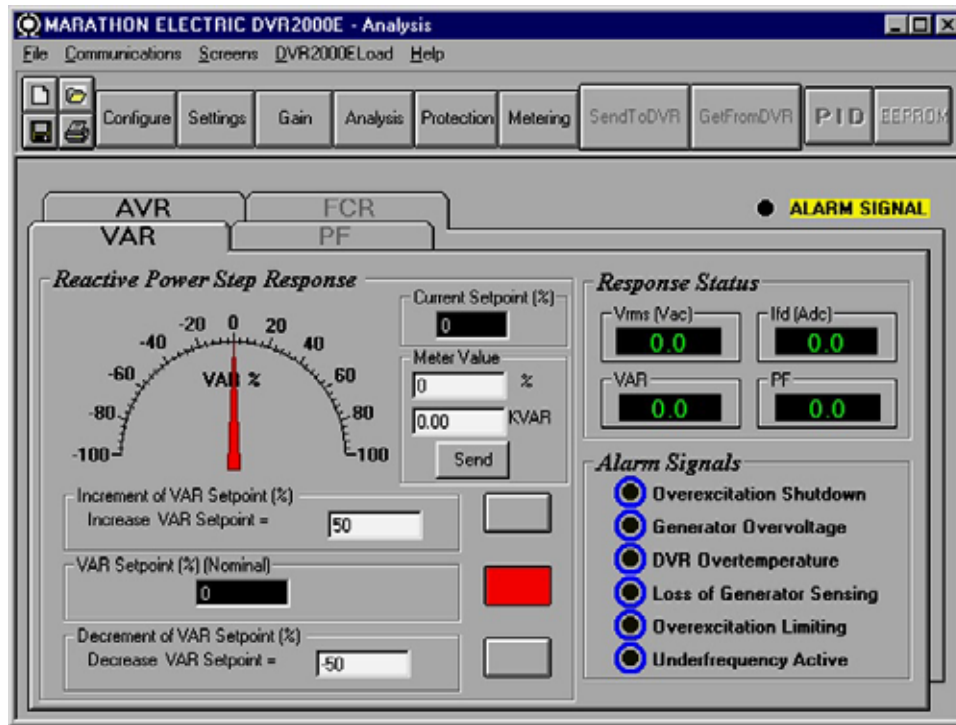 MARATHON ELECTRIC DVR2000E - Analysis
File Communications Screens DVR2000ELoad Help
Configure Settings Gain Analysis Protection Metering SendToDVR GetFromDVR PID EEPROM
AVR FCR
ALARM SIGNAL
VAR PF
Reactive Power Step Response
-100 -80 -60 -40 -20 0 20 40 60 80 100
VAR %
Current Setpoint (%)
0
Meter Value
0 %
0.00 KVAR
Send
Increment of VAR Setpoint (%)
Increase VAR Setpoint = 50
VAR Setpoint (%) (Nominal)
0
Decrement of VAR Setpoint (%)
Decrease VAR Setpoint = -50
Response Status
Vrms (Vac) Ifd (Adc)
0.0 0.0
VAR PF
0.0 0.0
Alarm Signals
Overexcitation Shutdown
Generator Overvoltage
DVR Overtemperature
Loss of Generator Sensing
Overexcitation Limiting
Underfrequency Active